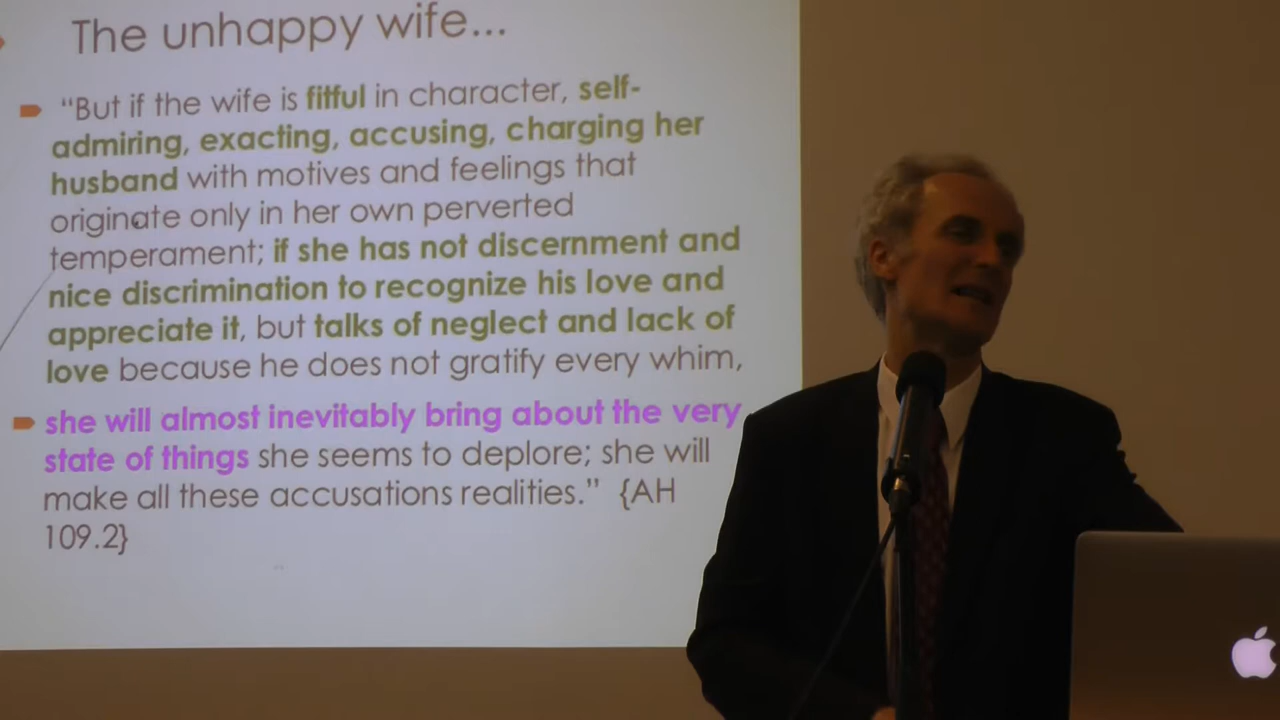 The unhappy wife...
“But if the wife is fitful in character, self-
admiring, exacting, accusing, charging her
husband with motives and feelings that
originate only in her own perverted
temperament; if she has not discernment and
nice discrimination to recognize his love and
appreciate it, but talks of neglect and lack of
love because he does not gratify every whim,
she will almost inevitably bring about the very
state of things she seems to deplore; she will
make all these accusations realities.” {AH
109.2}